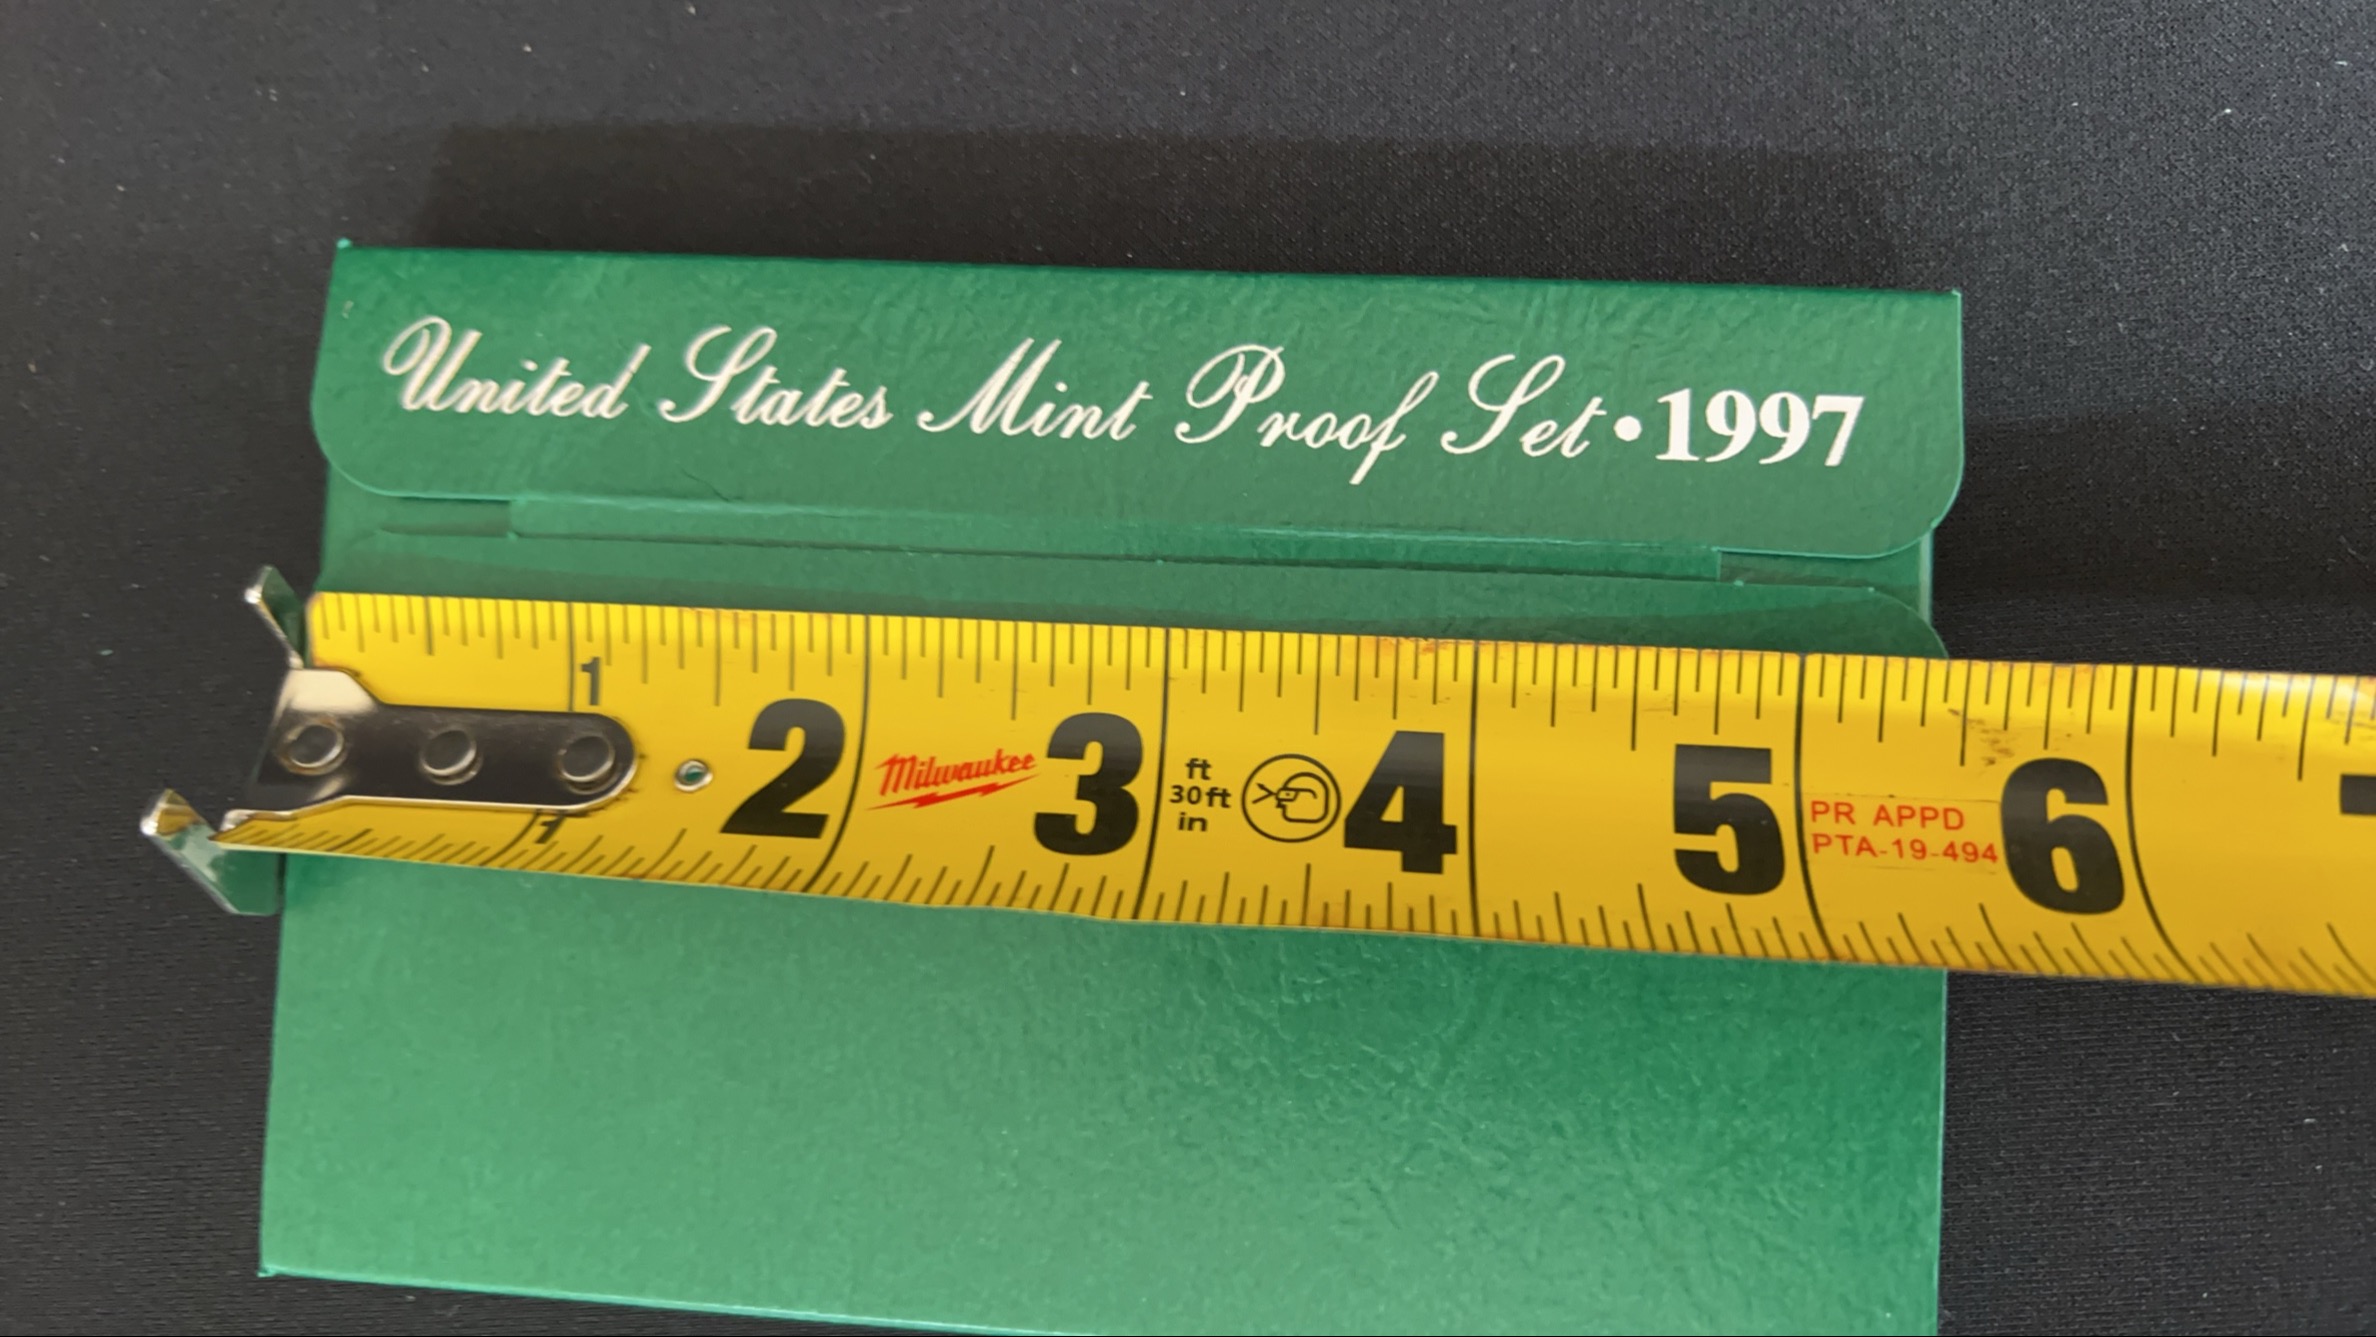 United States Mint Proof Set • 1997
1
2 Milwaukee 3 ft 4 5 PR APPD 6
30ft
in
PTA-19-494
1